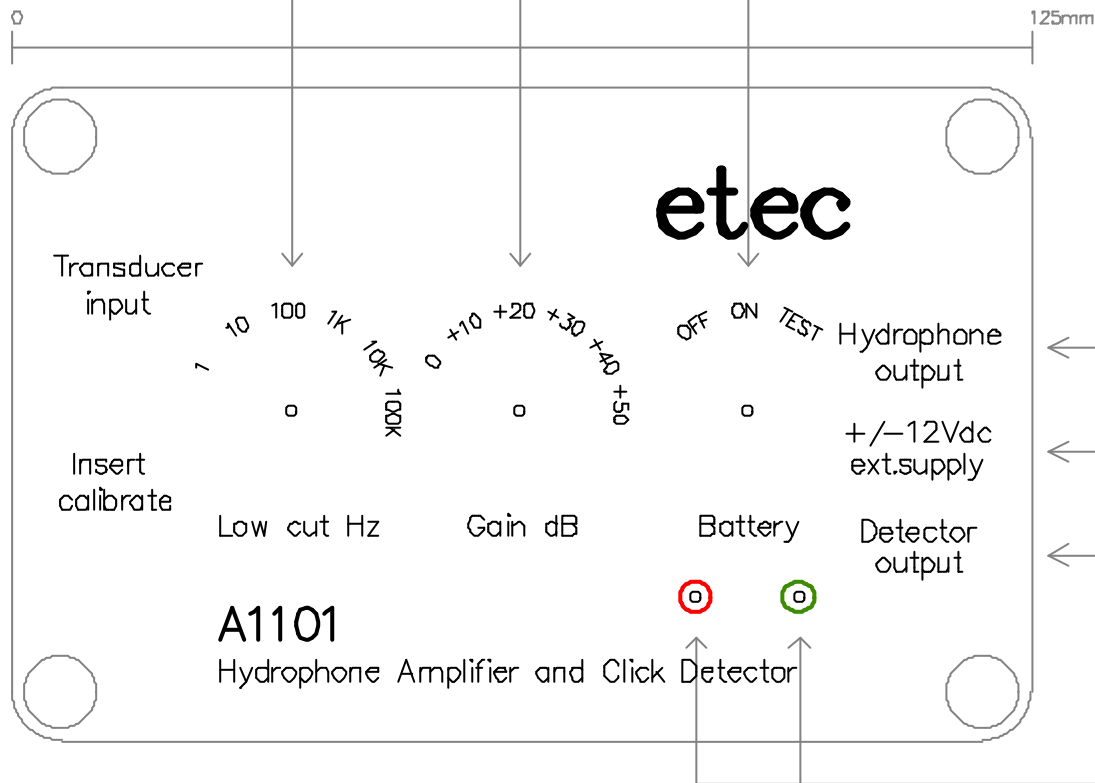 0
125mm
etec
Transducer
input
1
10
100
1K
10K
100K
0
+10
+20
+30
+40
+50
OFF
ON
TEST
Hydrophone
output
+/-12Vdc
ext.supply
Insert
calibrate
Low cut Hz
Gain dB
Battery
Detector
output
A1101
Hydrophone Amplifier and Click Detector